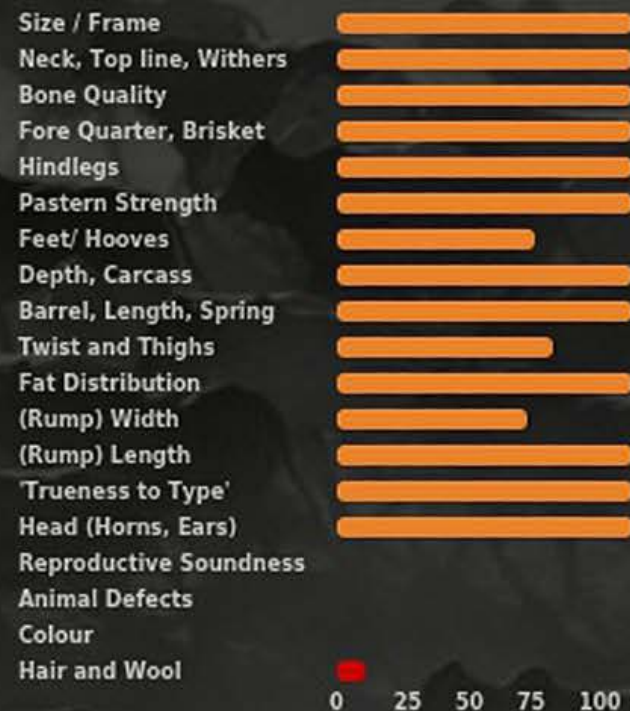 Size / Frame
Neck, Top line, Withers
Bone Quality
Fore Quarter, Brisket
Hindlegs
Pastern Strength
Feet/ Hooves
Depth, Carcass
Barrel, Length, Spring
Twist and Thighs
Fat Distribution
(Rump) Width
(Rump) Length
'Trueness to Type'
Head (Horns, Ears)
Reproductive Soundness
Animal Defects
Colour
Hair and Wool
0 25 50 75 100